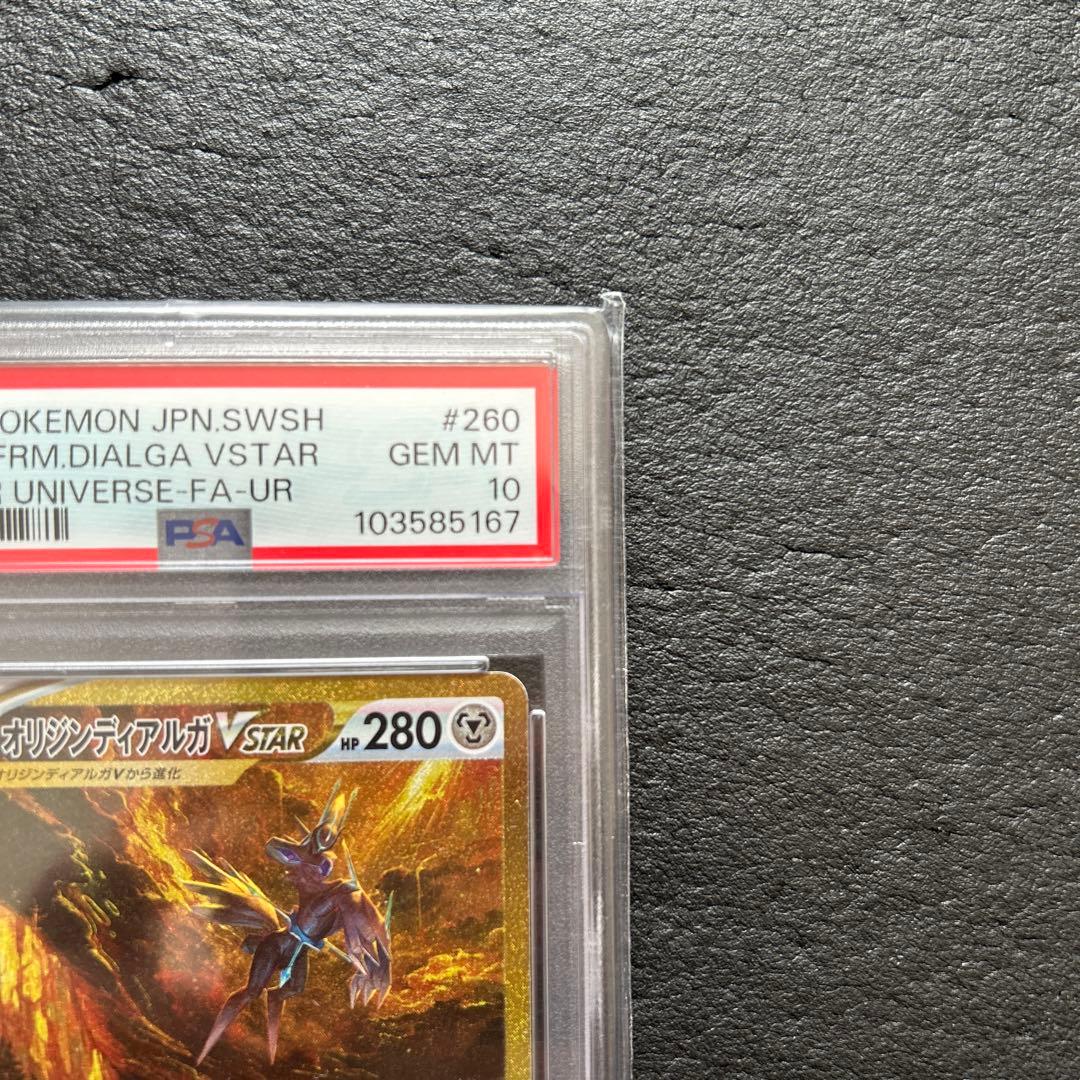 OKEMON JPN.SWSH #260
FRM.DIALGA VSTAR GEM MT
R UNIVERSE-FA-UR 10
PSA 103585167
オリジンディアルガVSTAR HP 280
オリジンディアルガVから進化